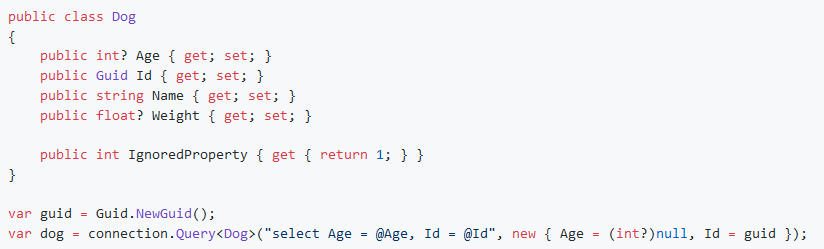 public class Dog
{
    public int? Age { get; set; }
    public Guid Id { get; set; }
    public string Name { get; set; }
    public float? Weight { get; set; }

    public int IgnoredProperty { get { return 1; } }
}

var guid = Guid.NewGuid();
var dog = connection.Query<Dog>("select Age = @Age, Id = @Id", new { Age = (int?)null, Id = guid });